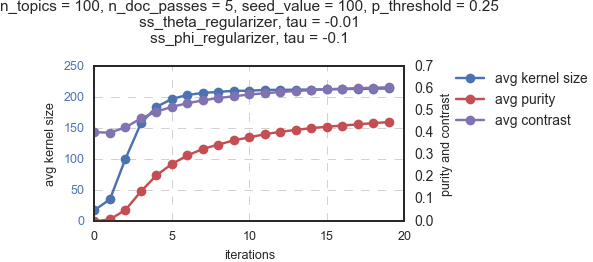 n_topics = 100, n_doc_passes = 5, seed_value = 100, p_threshold = 0.25
ss_theta_regularizer, tau = -0.01
ss_phi_regularizer, tau = -0.1
250
200
150
100
50
0
avg kernel size
0 5 10 15 20
iterations
0.7
0.6
0.5
0.4
0.3
0.2
0.1
0.0
purity and contrast
avg kernel size
avg purity
avg contrast